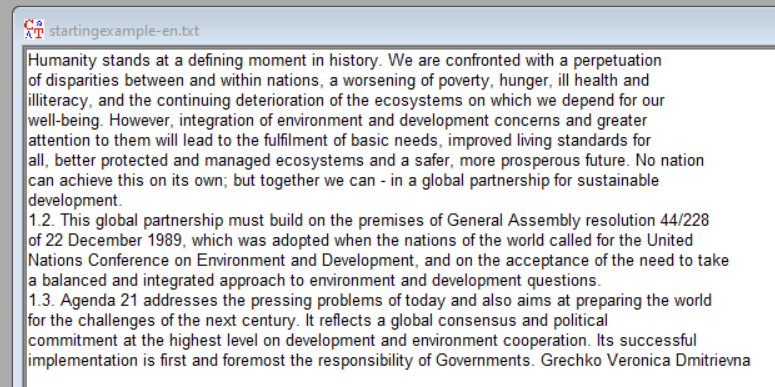 CaAT startingexample-en.txt
Humanity stands at a defining moment in history. We are confronted with a perpetuation
of disparities between and within nations, a worsening of poverty, hunger, ill health and
illiteracy, and the continuing deterioration of the ecosystems on which we depend for our
well-being. However, integration of environment and development concerns and greater
attention to them will lead to the fulfilment of basic needs, improved living standards for
all, better protected and managed ecosystems and a safer, more prosperous future. No nation
can achieve this on its own; but together we can - in a global partnership for sustainable
development.
1.2. This global partnership must build on the premises of General Assembly resolution 44/228
of 22 December 1989, which was adopted when the nations of the world called for the United
Nations Conference on Environment and Development, and on the acceptance of the need to take
a balanced and integrated approach to environment and development questions.
1.3. Agenda 21 addresses the pressing problems of today and also aims at preparing the world
for the challenges of the next century. It reflects a global consensus and political
commitment at the highest level on development and environment cooperation. Its successful
implementation is first and foremost the responsibility of Governments. Grechko Veronica Dmitrievna